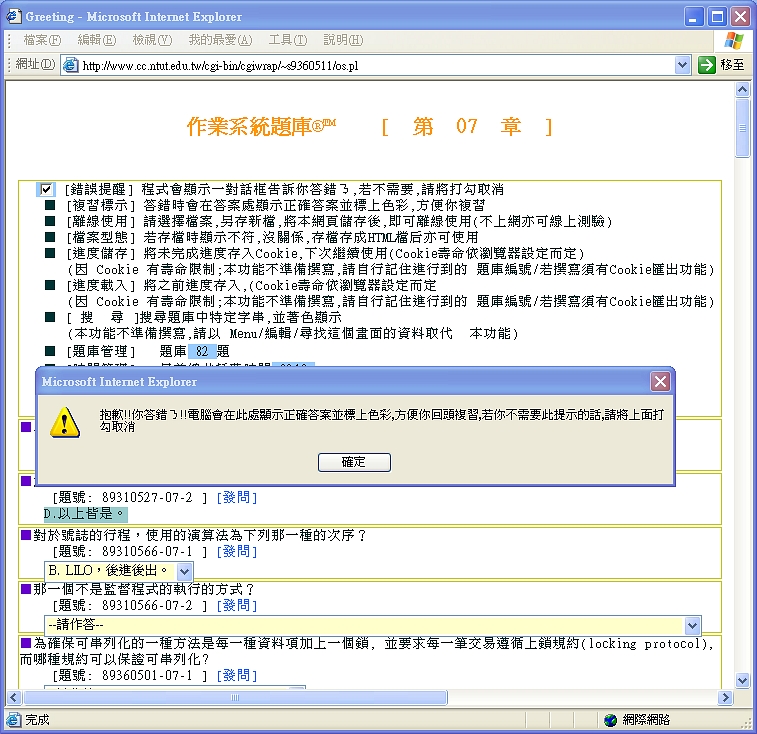 Greeting - Microsoft Internet Explorer
檔案(F) 編輯(E) 檢視(V) 我的最愛(A) 工具(T) 說明(H)
網址(D) http://www.cc.ntut.edu.tw/cgi-bin/cgiwrap/~s9360511/os.pl 移至
作業系統題庫®™ [ 第 07 章 ]
[錯誤提醒] 程式會顯示一對話框告訴你答錯ㄋ,若不需要,請將打勾取消
[複習標示] 答錯時會在答案處顯示正確答案並標上色彩,方便你複習
[離線使用] 請選擇檔案,另存新檔,將本網頁儲存後,即可離線使用(不上網亦可線上測驗)
[檔案型態] 若存檔時顯示不符,沒關係,存檔存成HTML檔后亦可使用
[進度儲存] 將未完成進度存入Cookie,下次繼續使用(Cookie壽命依瀏覽器設定而定)
(因 Cookie 有壽命限制;本功能不準備撰寫,請自行記住進行到的 題庫編號/若撰寫須有Cookie匯出功能)
[進度載入] 將之前進度存入,(Cookie壽命依瀏覽器設定而定
(因 Cookie 有壽命限制;本功能不準備撰寫,請自行記住進行到的 題庫編號/若撰寫須有Cookie匯出功能)
[ 搜 尋 ]搜尋題庫中特定字串,並著色顯示
(本功能不準備撰寫,請以 Menu/編輯/尋找這個畫面的資料取代 本功能)
[題庫管理] 題庫 82 題
Microsoft Internet Explorer
抱歉!!你答錯ㄋ!!電腦會在此處顯示正確答案並標上色彩,方便你回頭複習,若你不需要此提示的話,請將上面打
勾取消
確定
[題號: 89310527-07-2 ] [發問]
D.以上皆是。
對於號誌的行程，使用的演算法為下列那一種的次序？
[題號: 89310566-07-1 ] [發問]
B. LILO，後進後出。
那一個不是監督程式的執行的方式？
[題號: 89310566-07-2 ] [發問]
--請作答--
為確保可串列化的一種方法是每一種資料項加上一個鎖, 並要求每一筆交易遵循上鎖規約(locking protocol),
而哪種規約可以保證可串列化?
[題號: 89360501-07-1 ] [發問]
完成 網際網路